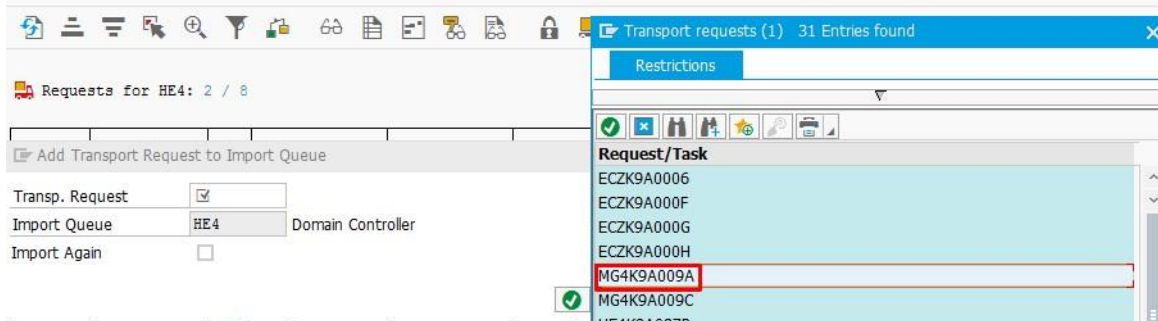 Requests for HE4: 2 / 8
Add Transport Request to Import Queue
Transp. Request
Import Queue HE4 Domain Controller
Import Again
Transport requests (1) 31 Entries found
Restrictions
Request/Task
ECZK9A0006
ECZK9A000F
ECZK9A000G
ECZK9A000H
MG4K9A009A
MG4K9A009C